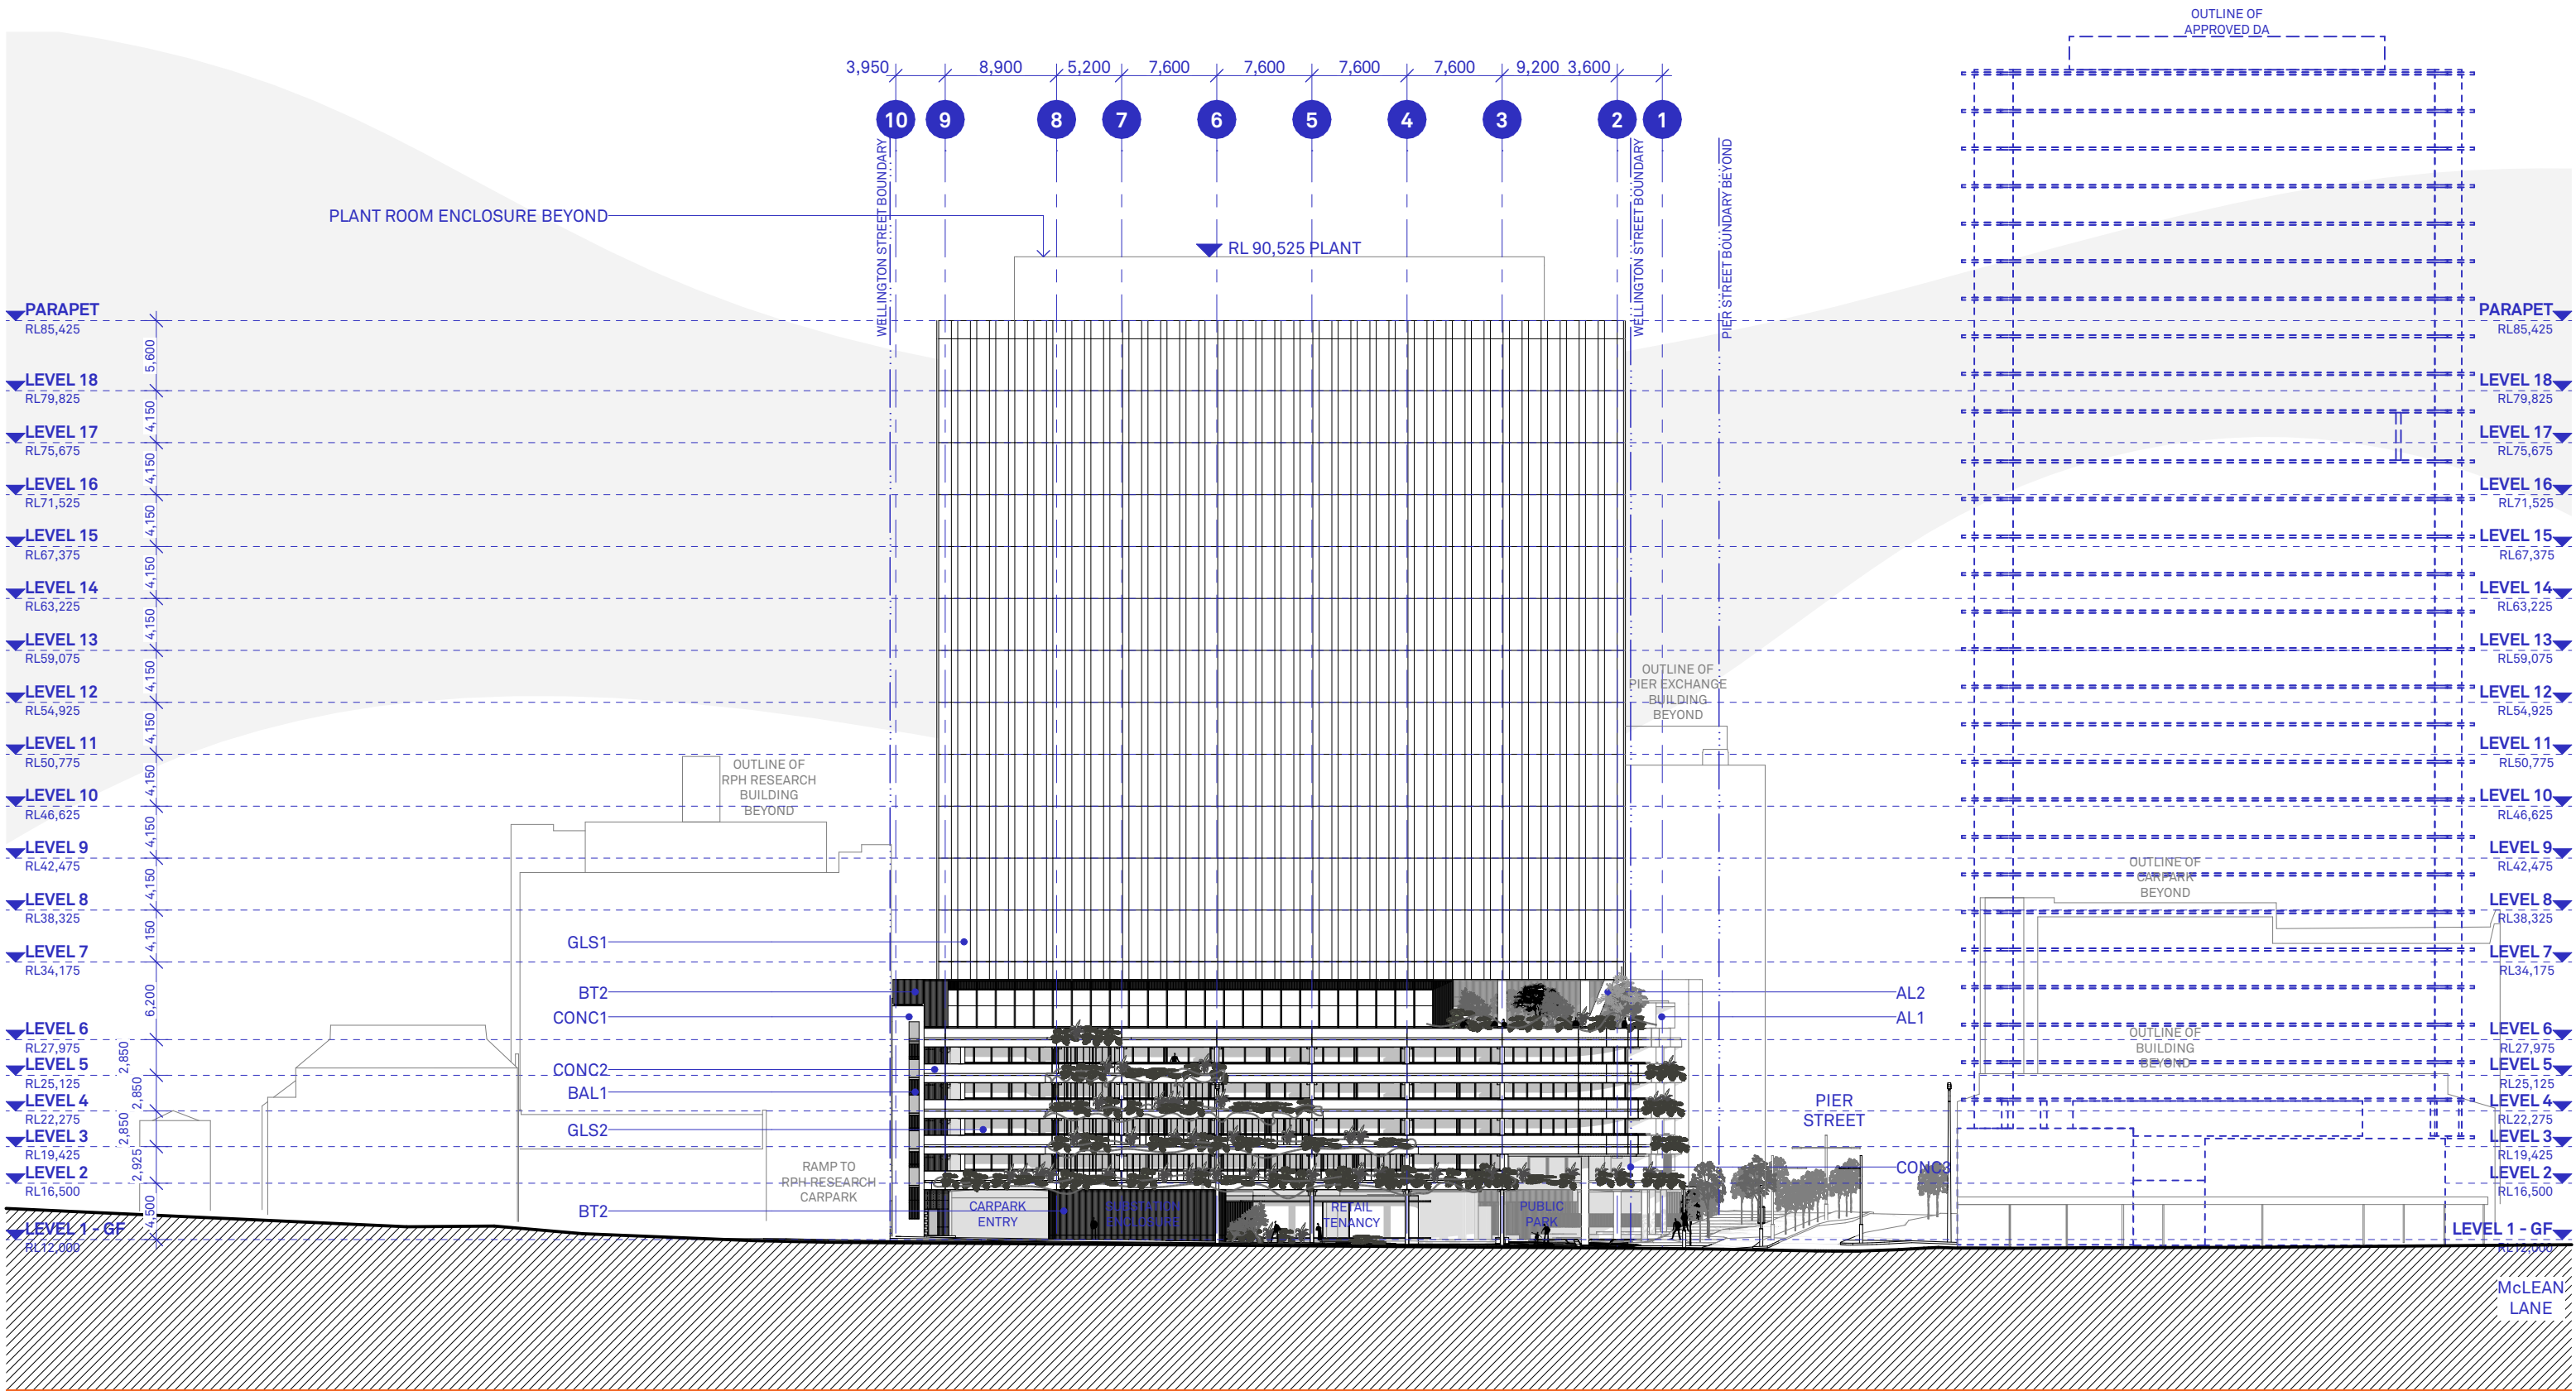 OUTLINE OF
APPROVED DA
3,950 8,900 5,200 7,600 7,600 7,600 7,600 9,200 3,600
10 9 8 7 6 5 4 3 2 1
WELLINGTON STREET BOUNDARY
WELLINGTON STREET BOUNDARY
PIER STREET BOUNDARY BEYOND
PLANT ROOM ENCLOSURE BEYOND
RL 90,525 PLANT
PARAPET
RL85,425
5,600
LEVEL 18
RL79,825
4,150
LEVEL 17
RL75,675
4,150
LEVEL 16
RL71,525
4,150
LEVEL 15
RL67,375
4,150
LEVEL 14
RL63,225
4,150
LEVEL 13
RL59,075
4,150
LEVEL 12
RL54,925
4,150
LEVEL 11
RL50,775
4,150
LEVEL 10
RL46,625
4,150
LEVEL 9
RL42,475
4,150
LEVEL 8
RL38,325
4,150
LEVEL 7
RL34,175
6,200
LEVEL 6
RL27,975
2,850
LEVEL 5
RL25,125
2,850
LEVEL 4
RL22,275
2,850
LEVEL 3
RL19,425
2,925
LEVEL 2
RL16,500
4,500
LEVEL 1 - GF
RL12,000
OUTLINE OF
RPH RESEARCH
BUILDING
BEYOND
GLS1
BT2
CONC1
CONC2
BAL1
GLS2
BT2
RAMP TO
RPH RESEARCH
CARPARK
CARPARK
ENTRY
SUBSTATION
ENCLOSURE
RETAIL
TENANCY
PUBLIC
PARK
OUTLINE OF
PIER EXCHANGE
BUILDING
BEYOND
AL2
AL1
CONC3
PIER
STREET
OUTLINE OF
CARPARK
BEYOND
OUTLINE OF
BUILDING
BEYOND
PARAPET
RL85,425
LEVEL 18
RL79,825
LEVEL 17
RL75,675
LEVEL 16
RL71,525
LEVEL 15
RL67,375
LEVEL 14
RL63,225
LEVEL 13
RL59,075
LEVEL 12
RL54,925
LEVEL 11
RL50,775
LEVEL 10
RL46,625
LEVEL 9
RL42,475
LEVEL 8
RL38,325
LEVEL 7
RL34,175
LEVEL 6
RL27,975
LEVEL 5
RL25,125
LEVEL 4
RL22,275
LEVEL 3
RL19,425
LEVEL 2
RL16,500
LEVEL 1 - GF
RL12,000
McLEAN
LANE